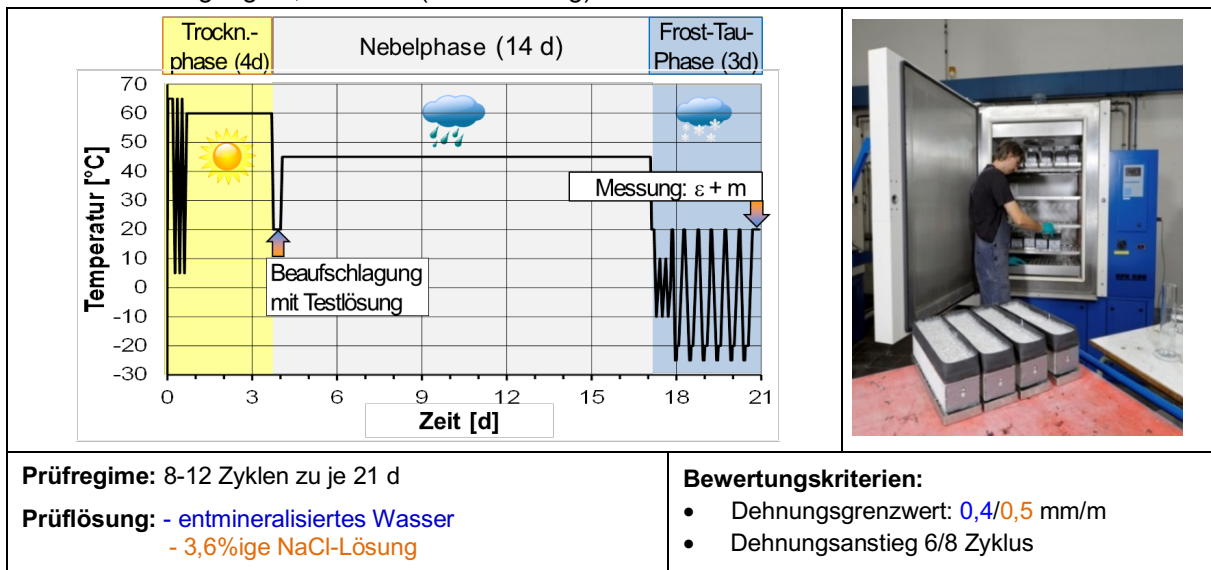 Trockn.-
phase (4d)
Nebelphase (14 d)
Frost-Tau-
Phase (3d)
70
60
50
40
30
20
10
0
-10
-20
-30
Temperatur [°C]
Messung: ε + m
Beaufschlagung
mit Testlösung
0 3 6 9 12 15 18 21
Zeit [d]
Prüfregime: 8-12 Zyklen zu je 21 d
Prüflösung: - entmineralisiertes Wasser
- 3,6%ige NaCl-Lösung
Bewertungskriterien:
• Dehnungsgrenzwert: 0,4/0,5 mm/m
• Dehnungsanstieg 6/8 Zyklus